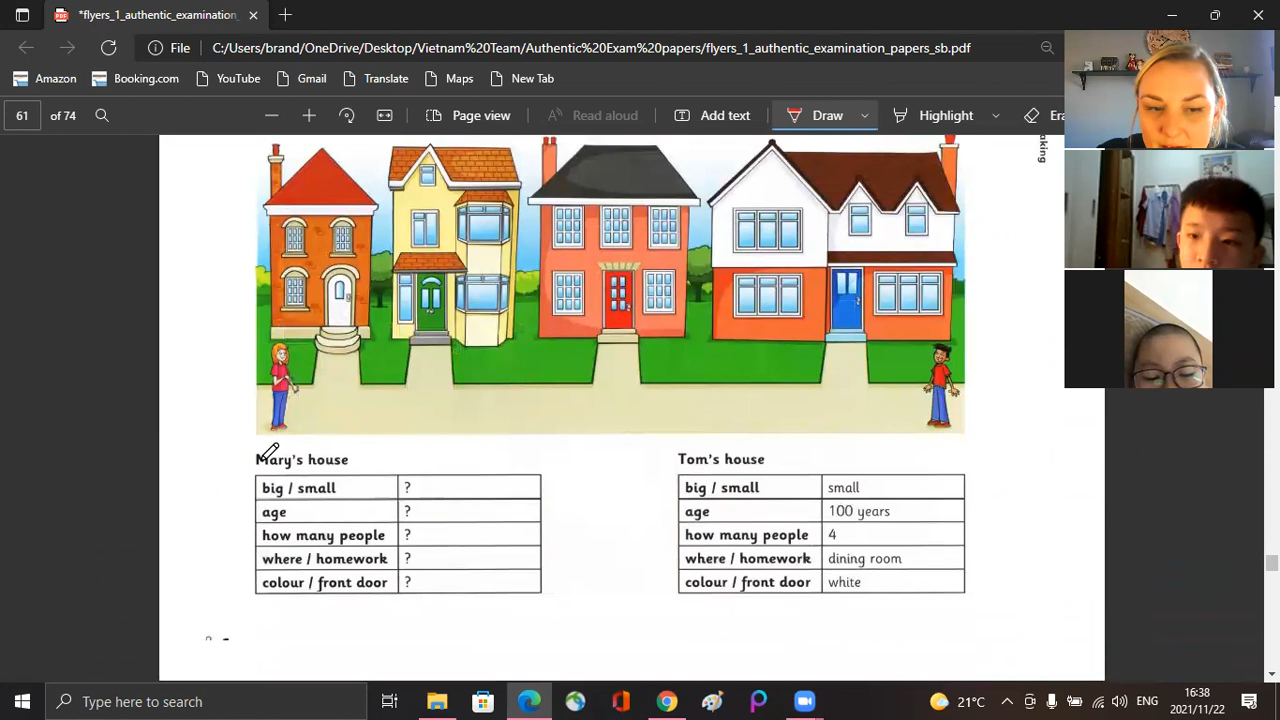 *flyers_1_authentic_examination_
File C:/Users/brand/OneDrive/Desktop/Vietnam%20Team/Authentic%20Exam%20papers/flyers_1_authentic_examination_papers_sb.pdf
Amazon Booking.com YouTube Gmail Translate Maps New Tab
61 of 74 Page view Read aloud Add text Draw Highlight Era
aking
Mary's house
big / small ?
age ?
how many people ?
where / homework ?
colour / front door ?
Tom's house
big / small small
age 100 years
how many people 4
where / homework dining room
colour / front door white
Type here to search
21°C ENG 16:38
2021/11/22